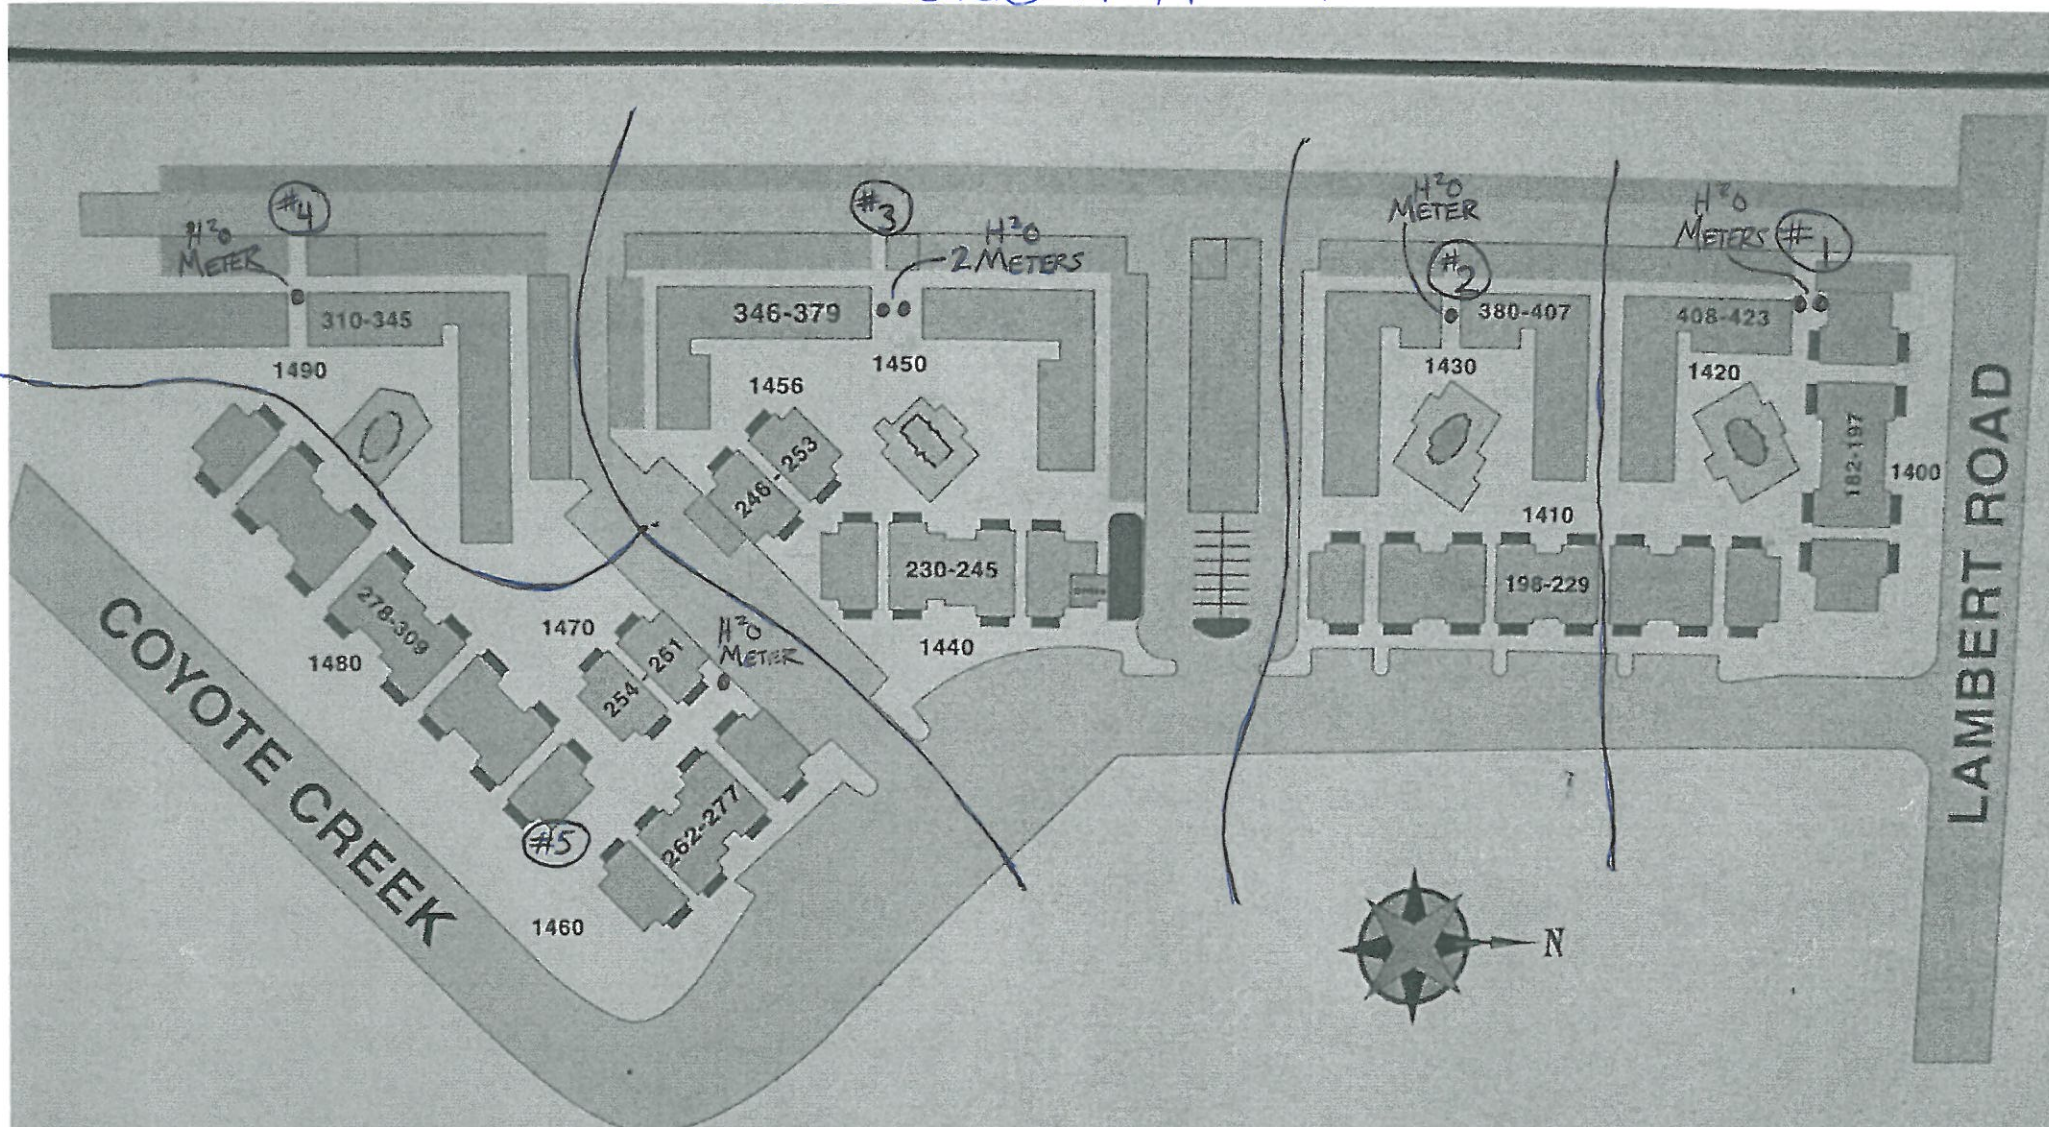 #4
H²O
METER
310-345
1490
#3
H²O
2 METERS
346-379
1450
1456
246-253
230-245
1440
H²O
METER
#2
380-407
1430
1410
198-229
H²O
METERS #1
408-423
1420
182-197
1400
LAMBERT ROAD
278-309
1480
1470
254-261
H²O
METER
262-277
#5
1460
COYOTE CREEK
N